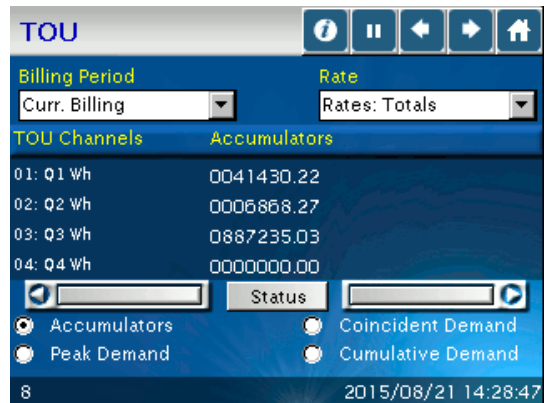 TOU
Billing Period Rate
Curr. Billing Rates: Totals
TOU Channels Accumulators
01: Q1 Wh 0041430.22
02: Q2 Wh 0006868.27
03: Q3 Wh 0887235.03
04: Q4 Wh 0000000.00
Status
Accumulators Coincident Demand
Peak Demand Cumulative Demand
8 2015/08/21 14:28:47